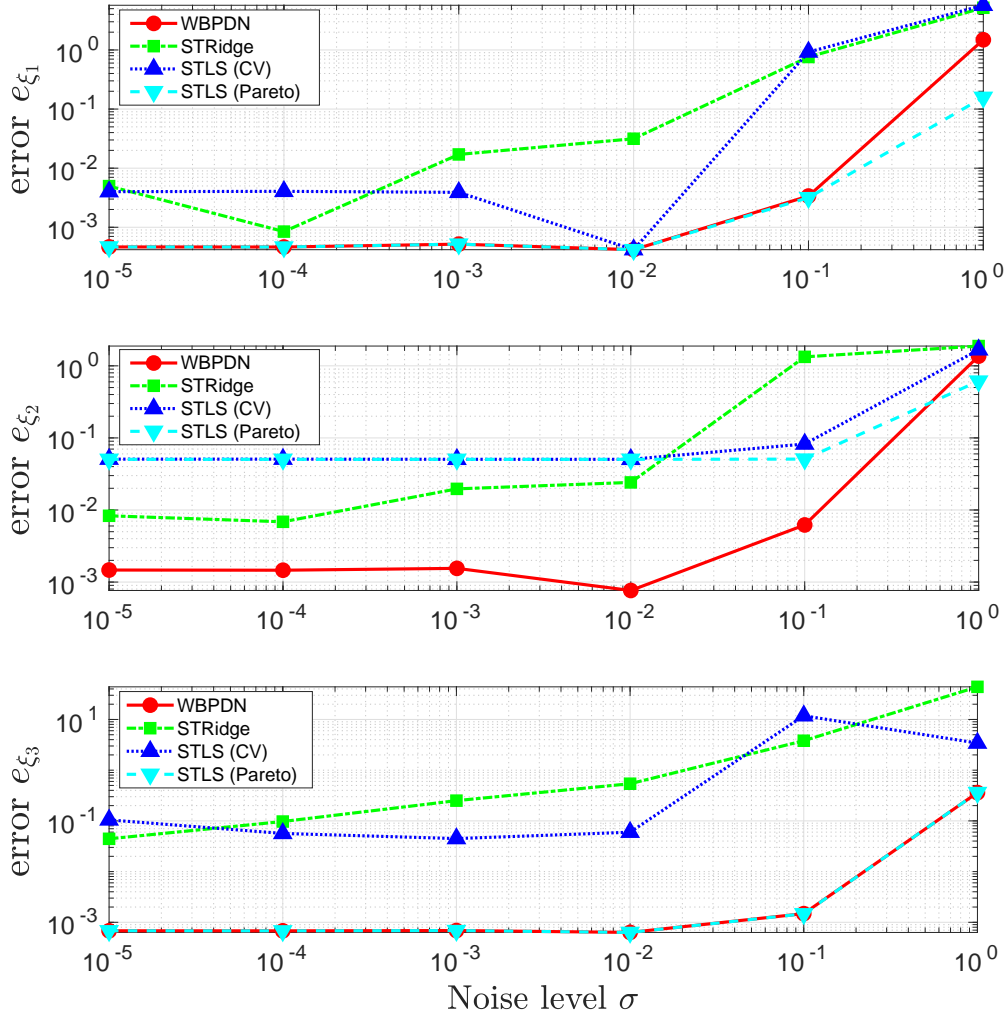 error e_{ξ_1}
10^0
10^{-1}
10^{-2}
10^{-3}
WBPDN
STRidge
STLS (CV)
STLS (Pareto)
10^{-5} 10^{-4} 10^{-3} 10^{-2} 10^{-1} 10^0
error e_{ξ_2}
10^0
10^{-1}
10^{-2}
10^{-3}
WBPDN
STRidge
STLS (CV)
STLS (Pareto)
10^{-5} 10^{-4} 10^{-3} 10^{-2} 10^{-1} 10^0
error e_{ξ_3}
10^1
10^{-1}
10^{-3}
WBPDN
STRidge
STLS (CV)
STLS (Pareto)
10^{-5} 10^{-4} 10^{-3} 10^{-2} 10^{-1} 10^0
Noise level σ